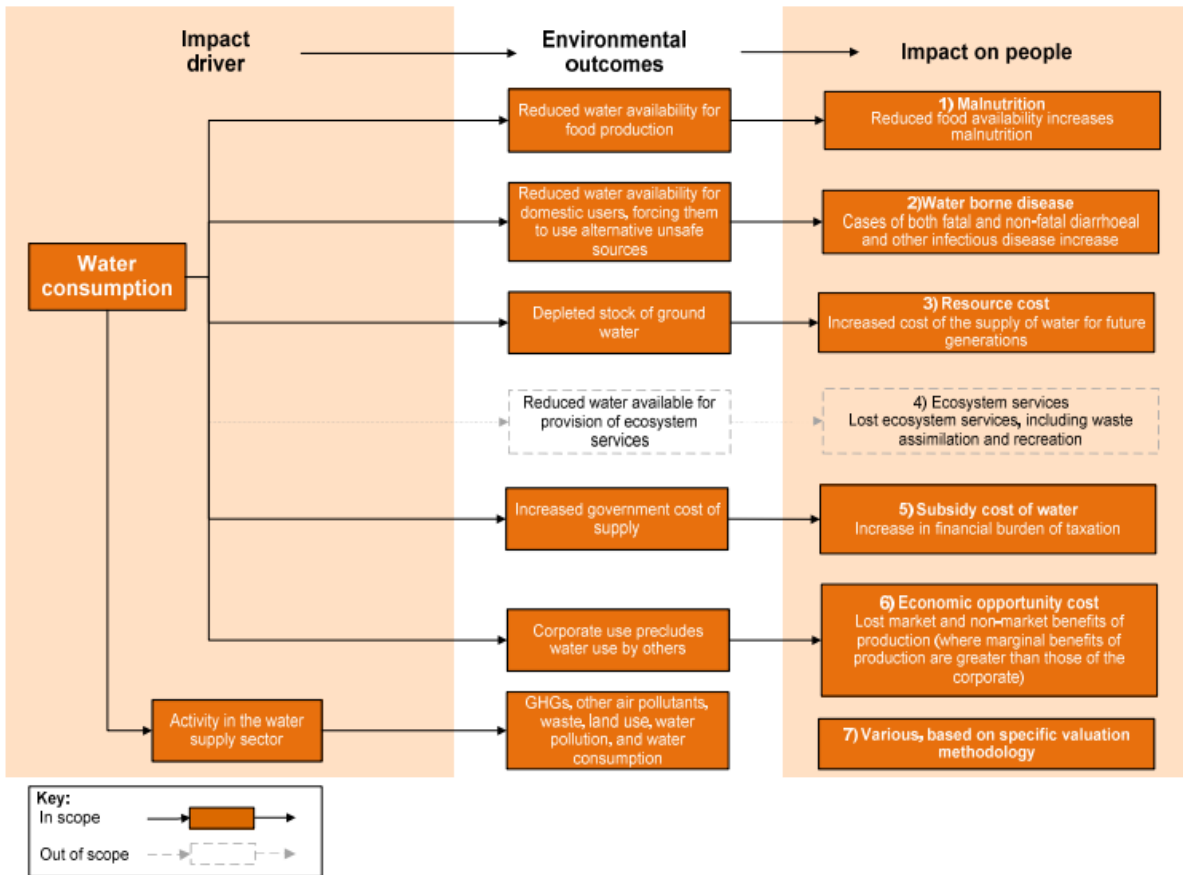 Impact
driver
Environmental
outcomes
Impact on people
Reduced water availability for
food production
1) Malnutrition
Reduced food availability increases
malnutrition
Reduced water availability for
domestic users, forcing them
to use alternative unsafe
sources
2)Water borne disease
Cases of both fatal and non-fatal diarrhoeal
and other infectious disease increase
Water
consumption
Depleted stock of ground
water
3) Resource cost
Increased cost of the supply of water for future
generations
Reduced water available for
provision of ecosystem
services
4) Ecosystem services
Lost ecosystem services, including waste
assimilation and recreation
Increased government cost of
supply
5) Subsidy cost of water
Increase in financial burden of taxation
Corporate use precludes
water use by others
6) Economic opportunity cost
Lost market and non-market benefits of
production (where marginal benefits of
production are greater than those of the
corporate)
Activity in the water
supply sector
GHGs, other air pollutants,
waste, land use, water
pollution, and water
consumption
7) Various, based on specific valuation
methodology
Key:
In scope
Out of scope